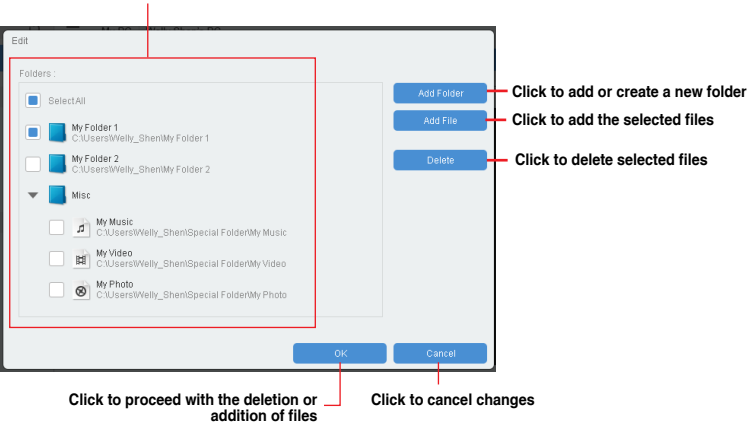 Edit
Folders :
SelectAll
My Folder 1
C:\Users\Welly_Shen\My Folder 1
My Folder 2
C:\Users\Welly_Shen\My Folder 2
Misc
My Music
C:\Users\Welly_Shen\Special Folder\My Music
My Video
C:\Users\Welly_Shen\Special Folder\My Video
My Photo
C:\Users\Welly_Shen\Special Folder\My Photo
Add Folder
Click to add or create a new folder
Add File
Click to add the selected files
Delete
Click to delete selected files
OK
Cancel
Click to proceed with the deletion or
addition of files
Click to cancel changes